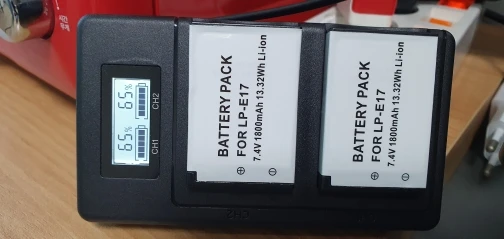 65%
CH1
65%
CH2
BATTERY PACK
FOR LP-E17
7.4V 1800mAh 13.32Wh Li-ion
⊕ ⊖
BATTERY PACK
FOR LP-E17
7.4V 1800mAh 13.32Wh Li-ion
⊕ ⊖